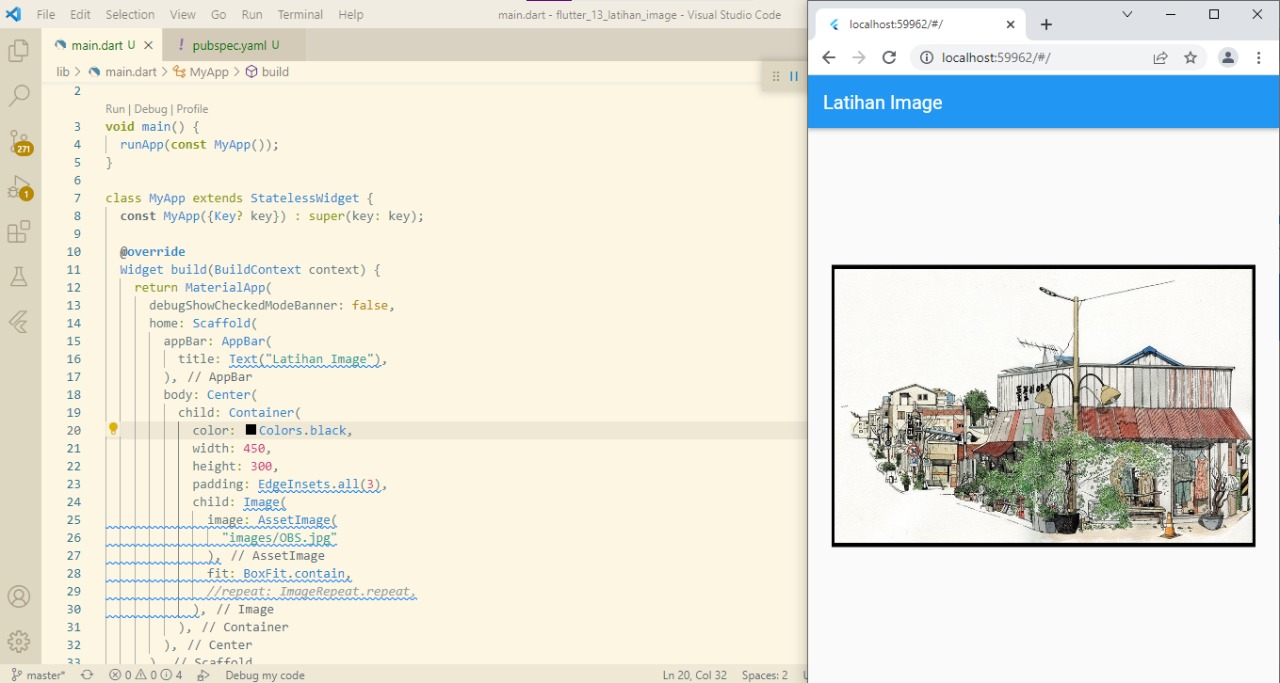 File Edit Selection View Go Run Terminal Help
main.dart - flutter_13_latihan_image - Visual Studio Code
main.dart U
! pubspec.yaml U
lib > main.dart > MyApp > build
2
Run | Debug | Profile
3 void main() {
4 runApp(const MyApp());
5 }
6
7 class MyApp extends StatelessWidget {
8 const MyApp({Key? key}) : super(key: key);
9
10 @override
11 Widget build(BuildContext context) {
12 return MaterialApp(
13 debugShowCheckedModeBanner: false,
14 home: Scaffold(
15 appBar: AppBar(
16 title: Text("Latihan Image"),
17 ), // AppBar
18 body: Center(
19 child: Container(
20 color: Colors.black,
21 width: 450,
22 height: 300,
23 padding: EdgeInsets.all(3),
24 child: Image(
25 image: AssetImage(
26 "images/OBS.jpg"
27 ), // AssetImage
28 fit: BoxFit.contain,
29 //repeat: ImageRepeat.repeat,
30 ), // Image
31 ), // Container
32 ), // Center
33 ), // Scaffold
271
1
master*
0 0 4
Debug my code
Ln 20, Col 32
Spaces: 2
localhost:59962/#/
localhost:59962/#/
Latihan Image